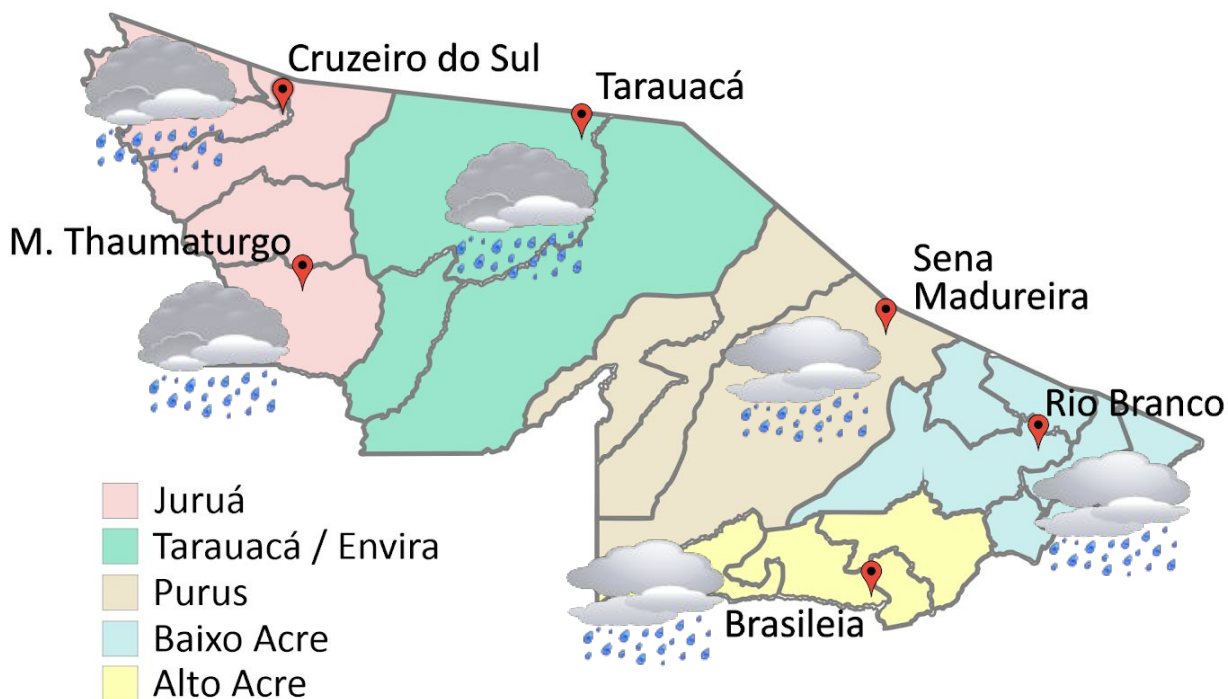 Cruzeiro do Sul
Tarauacá
M. Thaumaturgo
Sena
Madureira
Rio Branco
Brasileia
Juruá
Tarauacá / Envira
Purus
Baixo Acre
Alto Acre